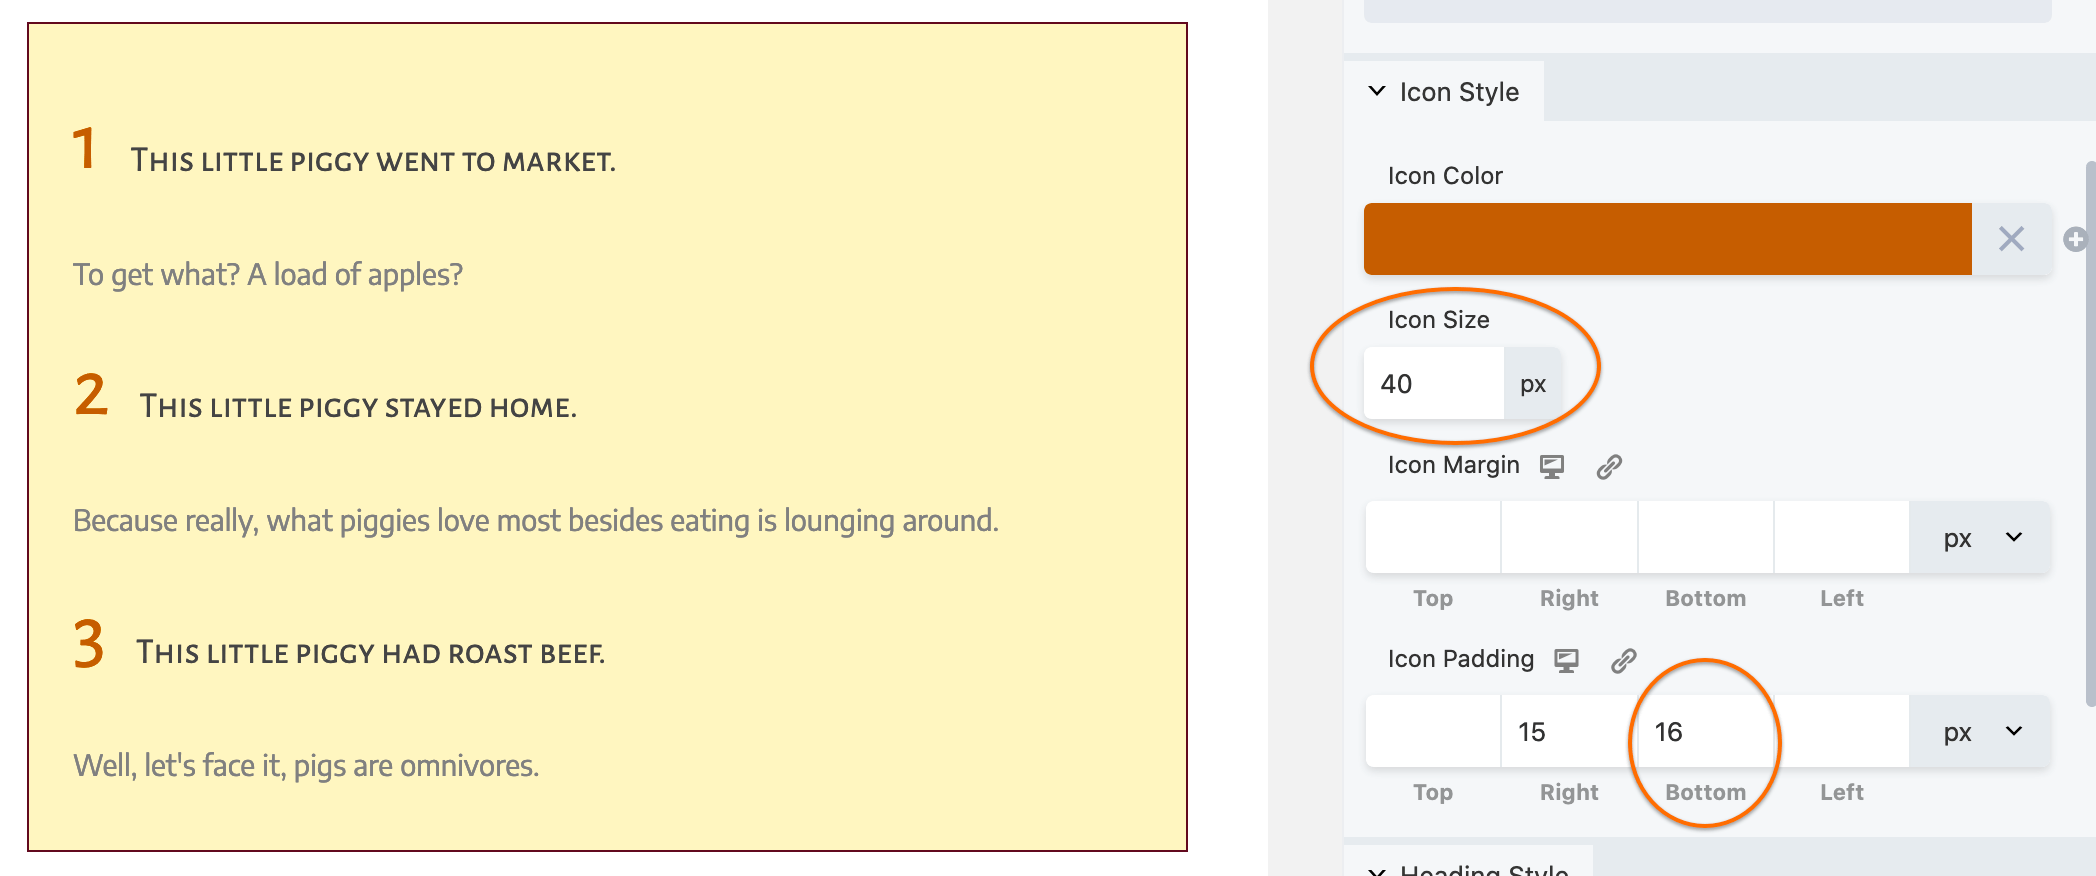 1 This little piggy went to market.
To get what? A load of apples?
2 This little piggy stayed home.
Because really, what piggies love most besides eating is lounging around.
3 This little piggy had roast beef.
Well, let's face it, pigs are omnivores.
Icon Style
Icon Color
Icon Size
40 px
Icon Margin
px
Top Right Bottom Left
Icon Padding
15 16 px
Top Right Bottom Left
Heading Style